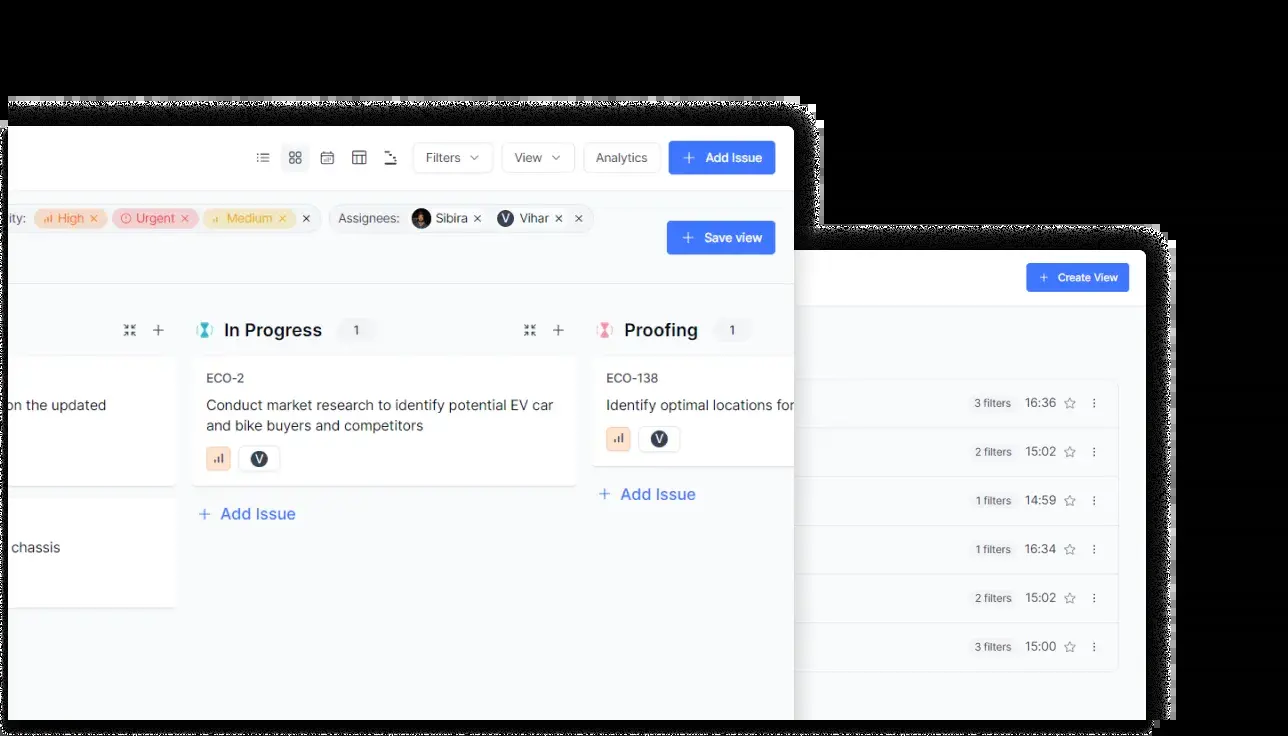 Filters
View
Analytics
+ Add Issue
ity:
High ×
Urgent ×
Medium ×
×
Assignees:
Sibira ×
V Vihar ×
×
+ Save view
+ Create View
In Progress 1
Proofing 1
on the updated
chassis
ECO-2
Conduct market research to identify potential EV car
and bike buyers and competitors
V
+ Add Issue
ECO-138
Identify optimal locations for
V
+ Add Issue
3 filters 16:36
2 filters 15:02
1 filters 14:59
1 filters 16:34
2 filters 15:02
3 filters 15:00